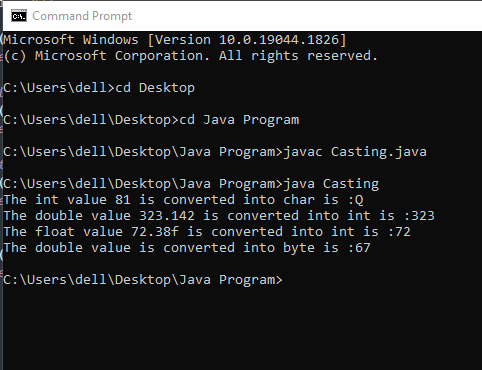 Command Prompt
Microsoft Windows [Version 10.0.19044.1826]
(c) Microsoft Corporation. All rights reserved.
C:\Users\dell>cd Desktop
C:\Users\dell\Desktop>cd Java Program
C:\Users\dell\Desktop\Java Program>javac Casting.java
C:\Users\dell\Desktop\Java Program>java Casting
The int value 81 is converted into char is :Q
The double value 323.142 is converted into int is :323
The float value 72.38f is converted into int is :72
The double value is converted into byte is :67
C:\Users\dell\Desktop\Java Program>